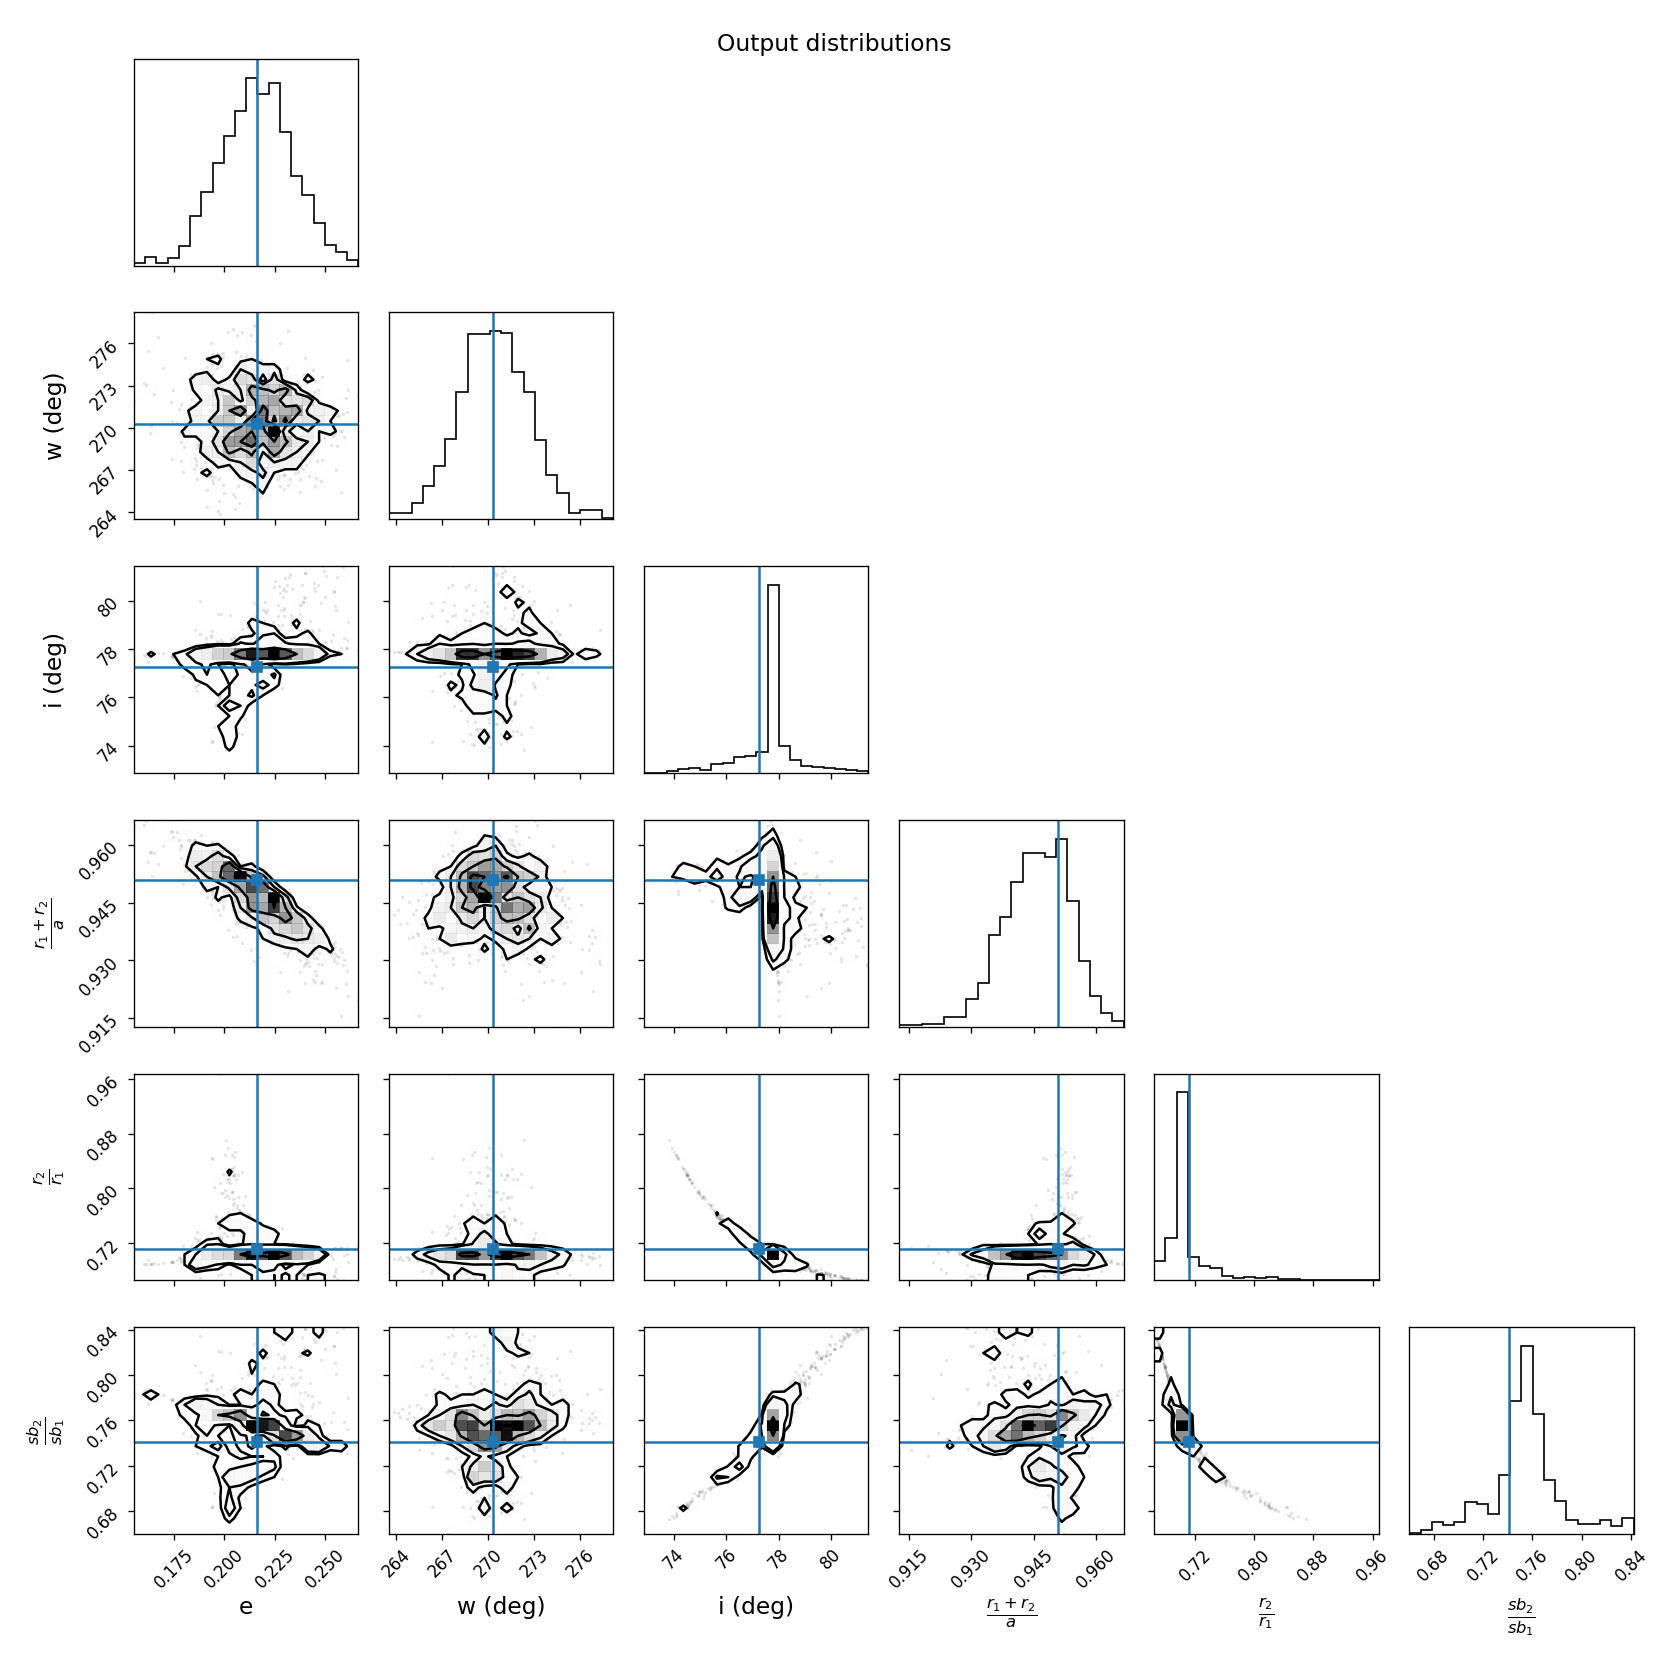 Output distributions
w (deg)
276
273
270
267
264
i (deg)
80
78
76
74
r₁ + r₂
a
0.960
0.945
0.930
0.915
r₂
r₁
0.96
0.88
0.80
0.72
sb₂
sb₁
0.84
0.80
0.76
0.72
0.68
0.175 0.200 0.225 0.250 264 267 270 273 276 74 76 78 80 0.915 0.930 0.945 0.960 0.72 0.80 0.88 0.96 0.68 0.72 0.76 0.80 0.84
e w (deg) i (deg)
r₁ + r₂
a
r₂
r₁
sb₂
sb₁